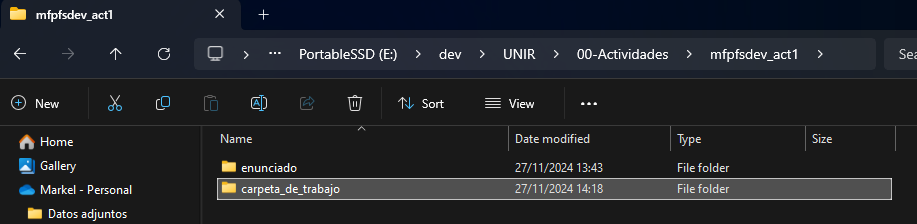 mfpfsdev_act1
PortableSSD (E:) > dev > UNIR > 00-Actividades > mfpfsdev_act1 > Sea
New Sort View
Name Date modified Type Size
Home
Gallery
Markel - Personal
Datos adjuntos
enunciado 27/11/2024 13:43 File folder
carpeta_de_trabajo 27/11/2024 14:18 File folder